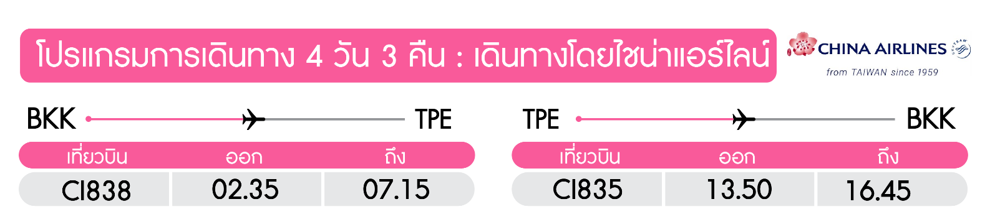 โปรแกรมการเดินทาง 4 วัน 3 คืน : เดินทางโดยไชน่าแอร์ไลน์
CHINA AIRLINES
SKYTEAM
from TAIWAN since 1959
BKK TPE
เที่ยวบิน ออก ถึง
CI838 02.35 07.15
TPE BKK
เที่ยวบิน ออก ถึง
CI835 13.50 16.45